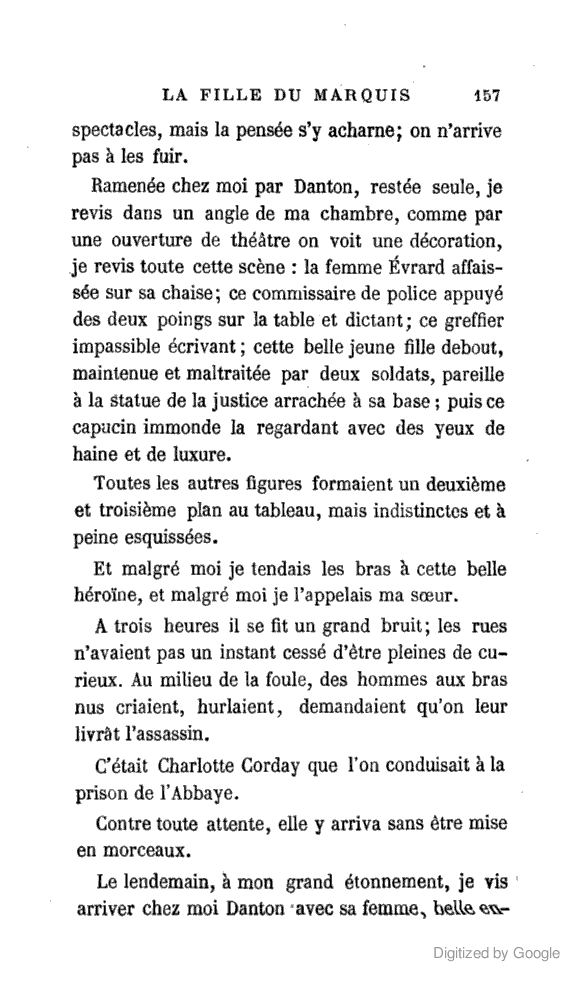 LA FILLE DU MARQUIS 157
spectacles, mais la pensée s'y acharne; on n'arrive
pas à les fuir.
Ramenée chez moi par Danton, restée seule, je
revis dans un angle de ma chambre, comme par
une ouverture de théâtre on voit une décoration,
je revis toute cette scène : la femme Évrard affais-
sée sur sa chaise; ce commissaire de police appuyé
des deux poings sur la table et dictant; ce greffier
impassible écrivant; cette belle jeune fille debout,
maintenue et maltraitée par deux soldats, pareille
à la statue de la justice arrachée à sa base; puis ce
capucin immonde la regardant avec des yeux de
haine et de luxure.
Toutes les autres figures formaient un deuxième
et troisième plan au tableau, mais indistinctes et à
peine esquissées.
Et malgré moi je tendais les bras à cette belle
héroïne, et malgré moi je l'appelais ma sœur.
A trois heures il se fit un grand bruit; les rues
n'avaient pas un instant cessé d'être pleines de cu-
rieux. Au milieu de la foule, des hommes aux bras
nus criaient, hurlaient, demandaient qu'on leur
livrât l'assassin.
C'était Charlotte Corday que l'on conduisait à la
prison de l'Abbaye.
Contre toute attente, elle y arriva sans être mise
en morceaux.
Le lendemain, à mon grand étonnement, je vis
arriver chez moi Danton avec sa femme, belle en-
Digitized by Google